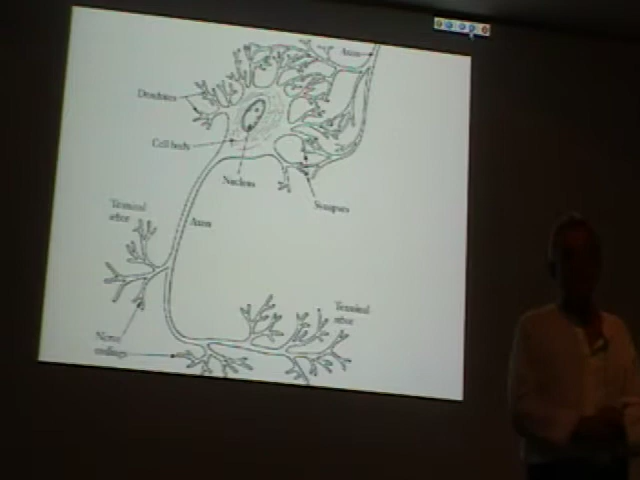 Axon
Dendrites
Cell body
Nucleus
Synapses
Terminal
arbor
Axon
Terminal
arbor
Nerve
endings